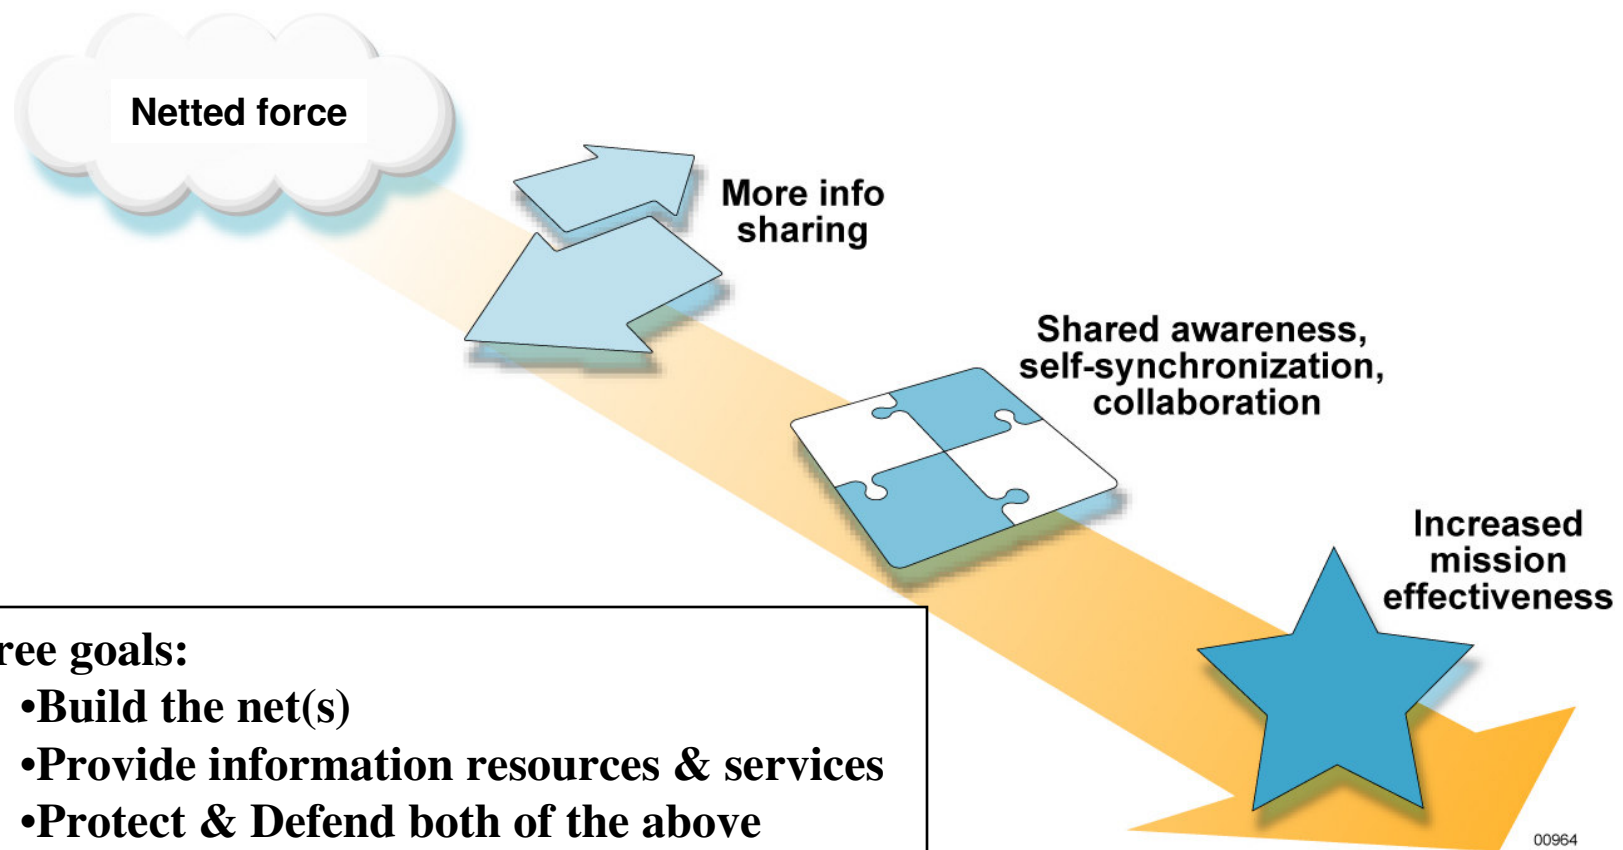 Netted force
More info
sharing
Shared awareness,
self-synchronization,
collaboration
Increased
mission
effectiveness
ree goals:
•Build the net(s)
•Provide information resources & services
•Protect & Defend both of the above
00964